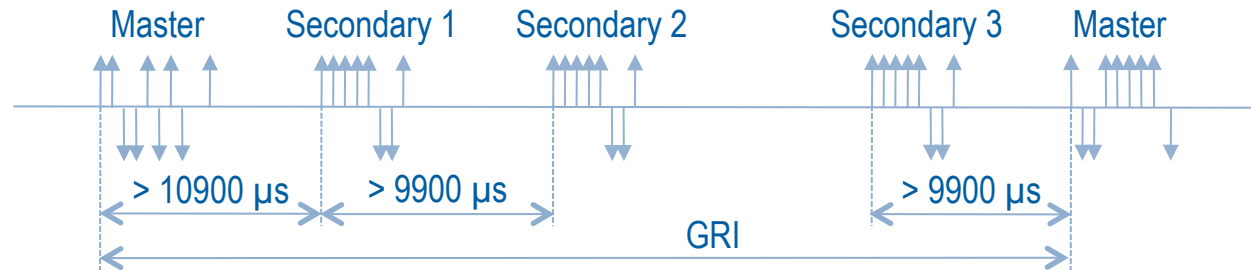 Master Secondary 1 Secondary 2 Secondary 3 Master
> 10900 µs > 9900 µs > 9900 µs
GRI